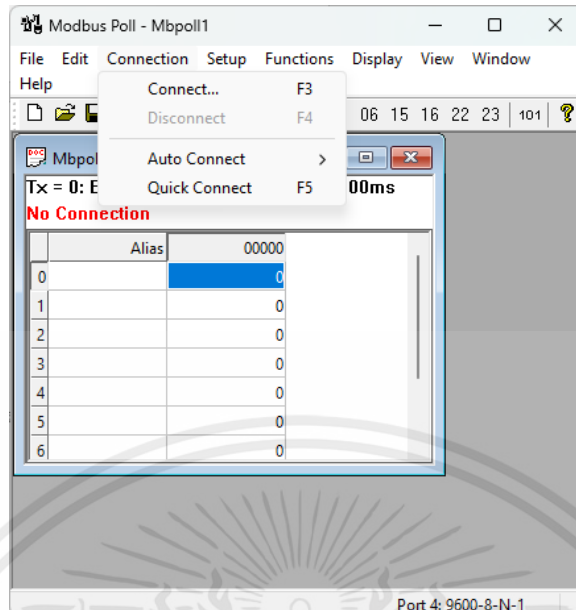 Modbus Poll - Mbpoll1
File Edit Connection Setup Functions Display View Window
Help
Connect... F3
Disconnect F4
Auto Connect >
Quick Connect F5
06 15 16 22 23 101
Tx = 0: 00ms
No Connection
Alias 00000
0 0
1 0
2 0
3 0
4 0
5 0
6 0
Port 4: 9600-8-N-1